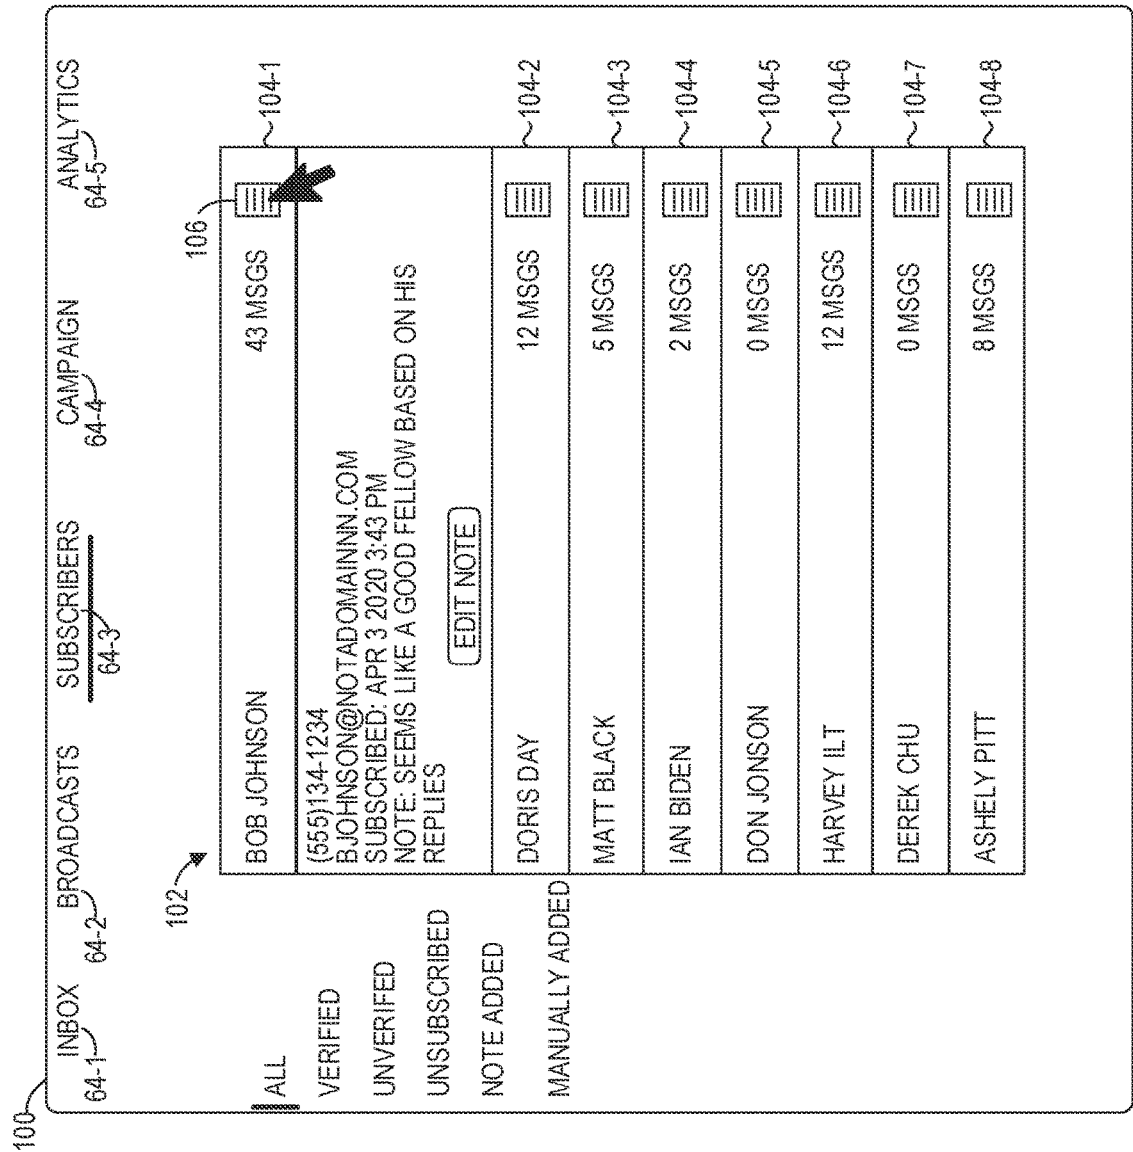 100
INBOX
64-1
BROADCASTS
64-2
SUBSCRIBERS
64-3
CAMPAIGN
64-4
ANALYTICS
64-5
102
106
ALL
VERIFIED
UNVERIFED
UNSUBSCRIBED
NOTE ADDED
MANUALLY ADDED
BOB JOHNSON 43 MSGS 104-1
(555)134-1234
BJOHNSON@NOTADOMAINNN.COM
SUBSCRIBED: APR 3 2020 3:43 PM
NOTE: SEEMS LIKE A GOOD FELLOW BASED ON HIS
REPLIES
EDIT NOTE
DORIS DAY 12 MSGS 104-2
MATT BLACK 5 MSGS 104-3
IAN BIDEN 2 MSGS 104-4
DON JONSON 0 MSGS 104-5
HARVEY ILT 12 MSGS 104-6
DEREK CHU 0 MSGS 104-7
ASHELY PITT 8 MSGS 104-8